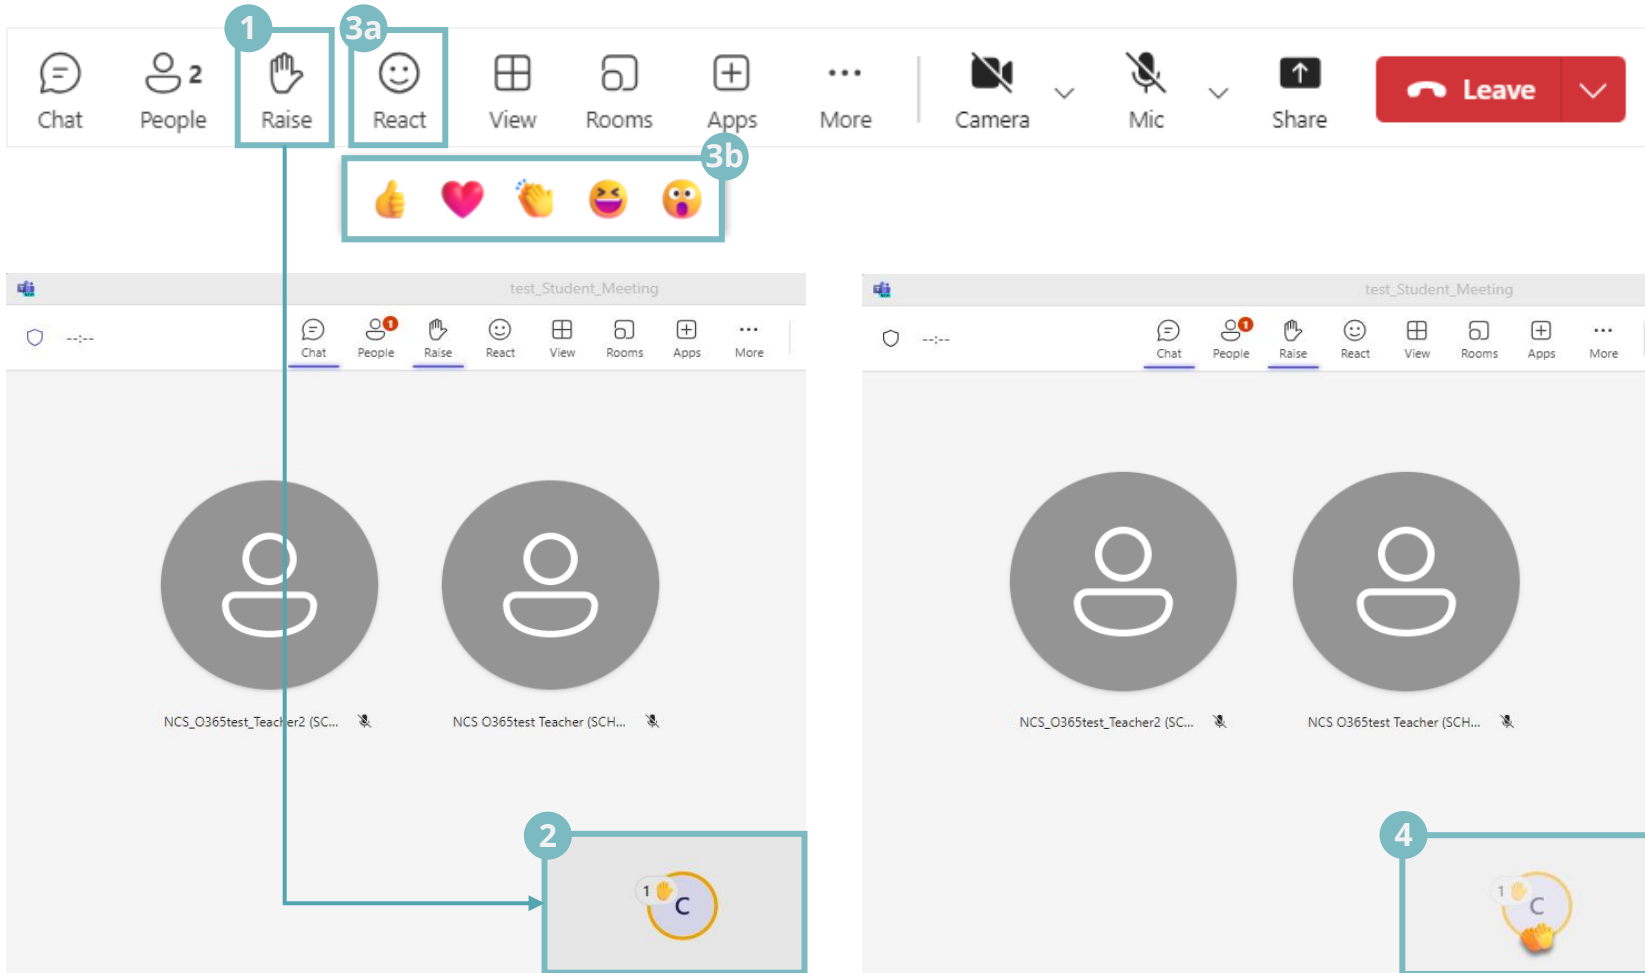 1
3a
2
Chat
People
Raise
React
View
Rooms
Apps
More
Camera
Mic
Share
Leave
3b
test_Student_Meeting
--:--
1
Chat
People
Raise
React
View
Rooms
Apps
More
NCS_O365test_Teacher2 (SC...
NCS O365test Teacher (SCH...
2
1
C
test_Student_Meeting
--:--
1
Chat
People
Raise
React
View
Rooms
Apps
More
NCS_O365test_Teacher2 (SC...
NCS O365test Teacher (SCH...
4
1
C